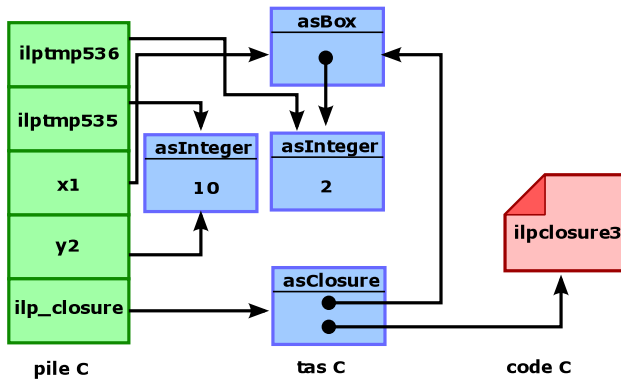 ilptmp536
ilptmp535
x1
y2
ilp_closure
pile C
asBox
asInteger
10
asInteger
2
asClosure
tas C
ilpclosure3
code C